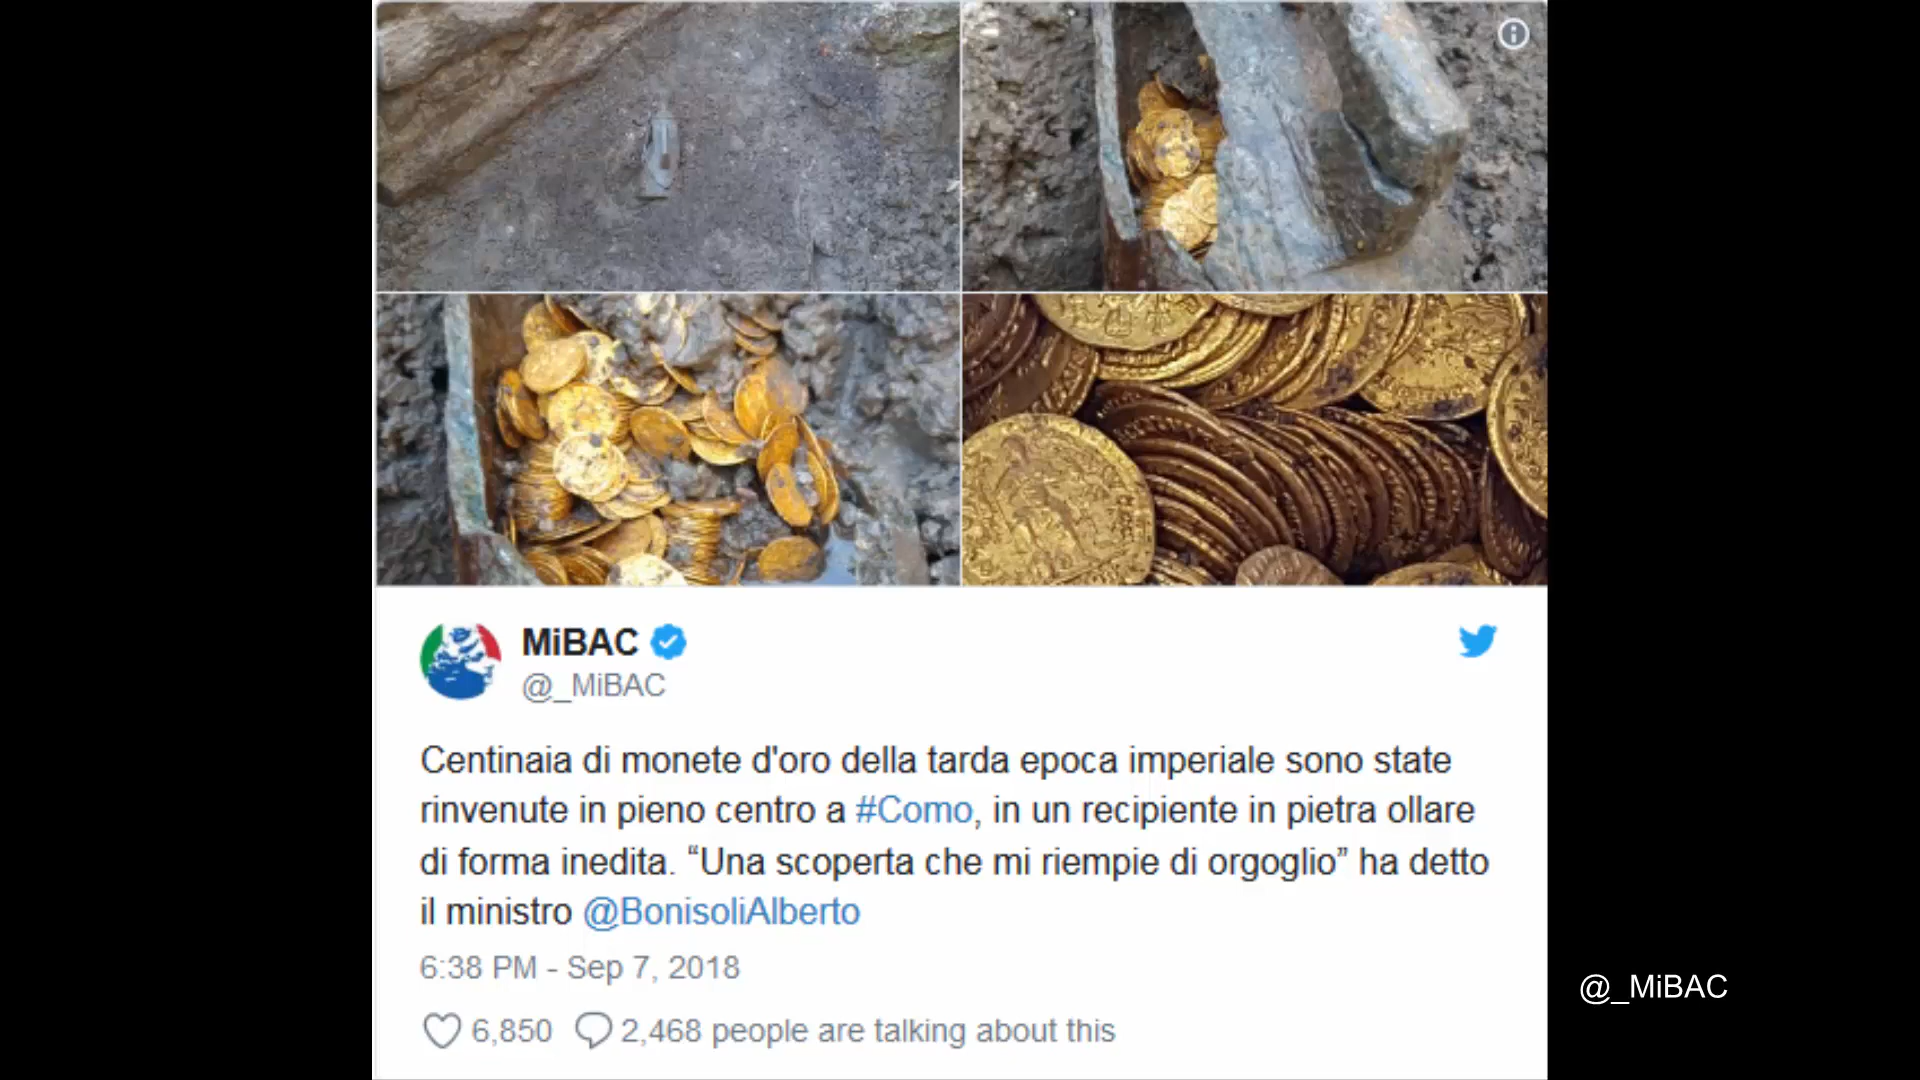 MiBAC
@_MiBAC
Centinaia di monete d'oro della tarda epoca imperiale sono state
rinvenute in pieno centro a #Como, in un recipiente in pietra ollare
di forma inedita. “Una scoperta che mi riempie di orgoglio” ha detto
il ministro @BonisoliAlberto
6:38 PM - Sep 7, 2018
6,850 2,468 people are talking about this
@_MiBAC